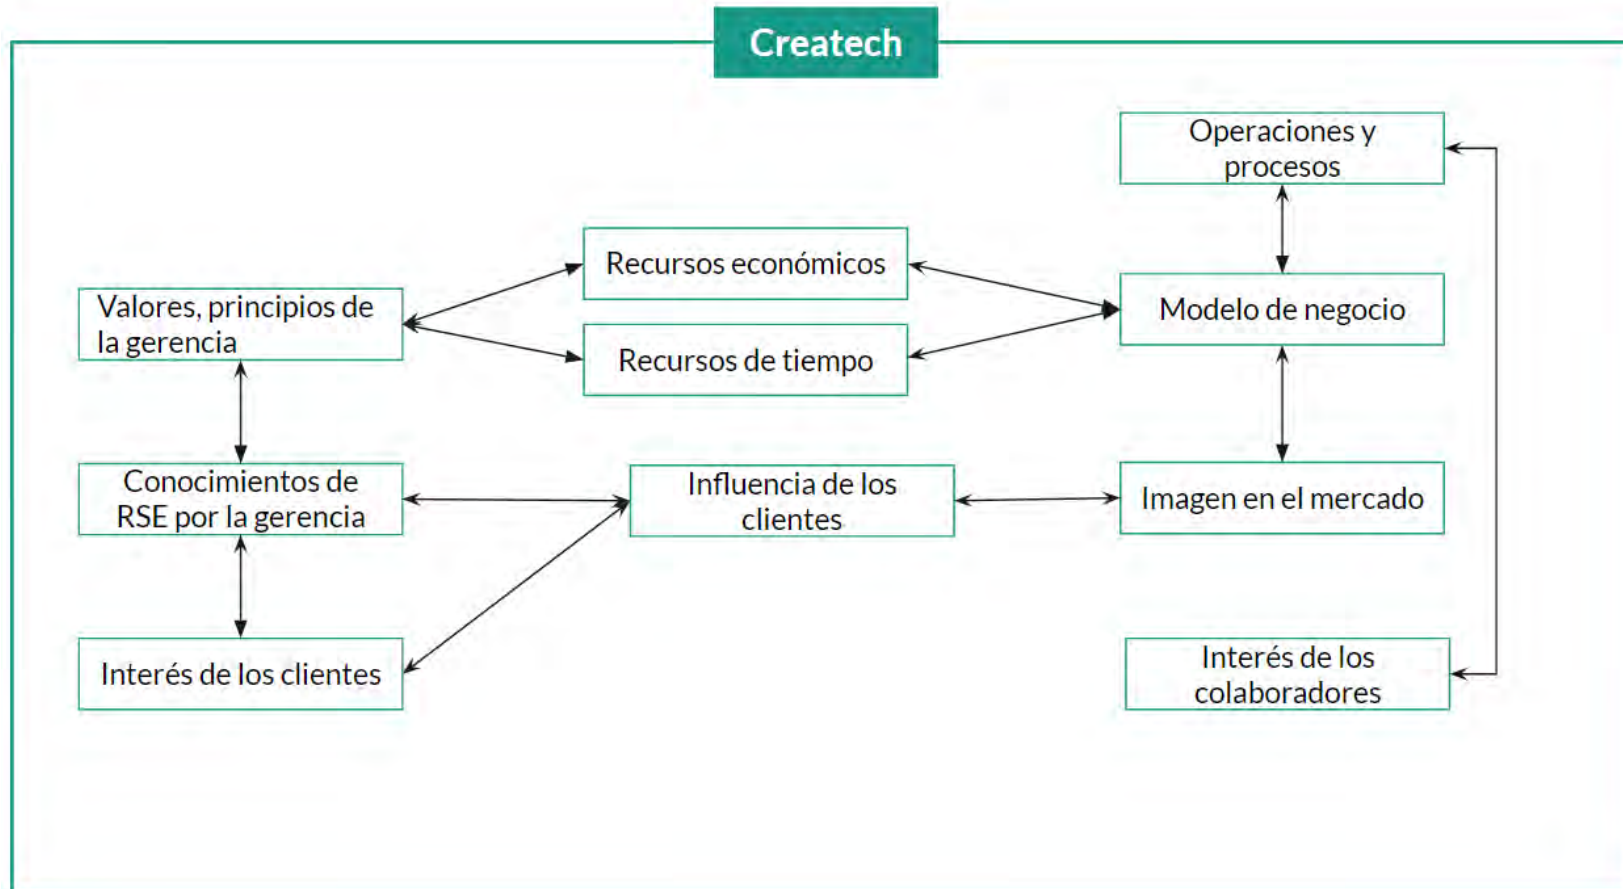 Createch
Operaciones y
procesos
Recursos económicos
Valores, principios de
la gerencia
Modelo de negocio
Recursos de tiempo
Conocimientos de
RSE por la gerencia
Influencia de los
clientes
Imagen en el mercado
Interés de los clientes
Interés de los
colaboradores